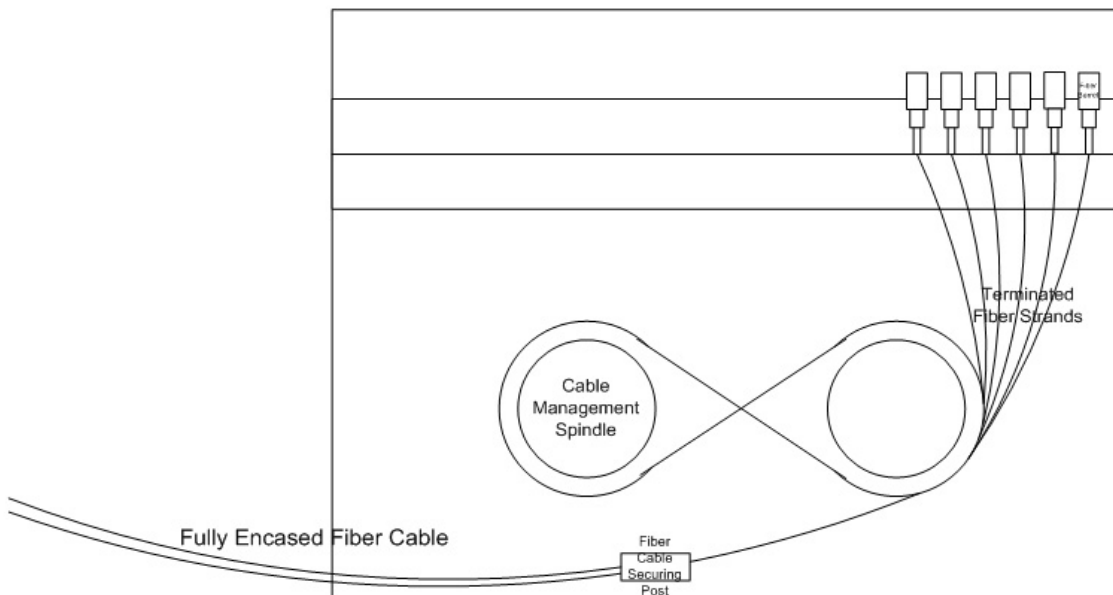 Terminated
Fiber Strands
Cable
Management
Spindle
Fully Encased Fiber Cable
Fiber
Cable
Securing
Post